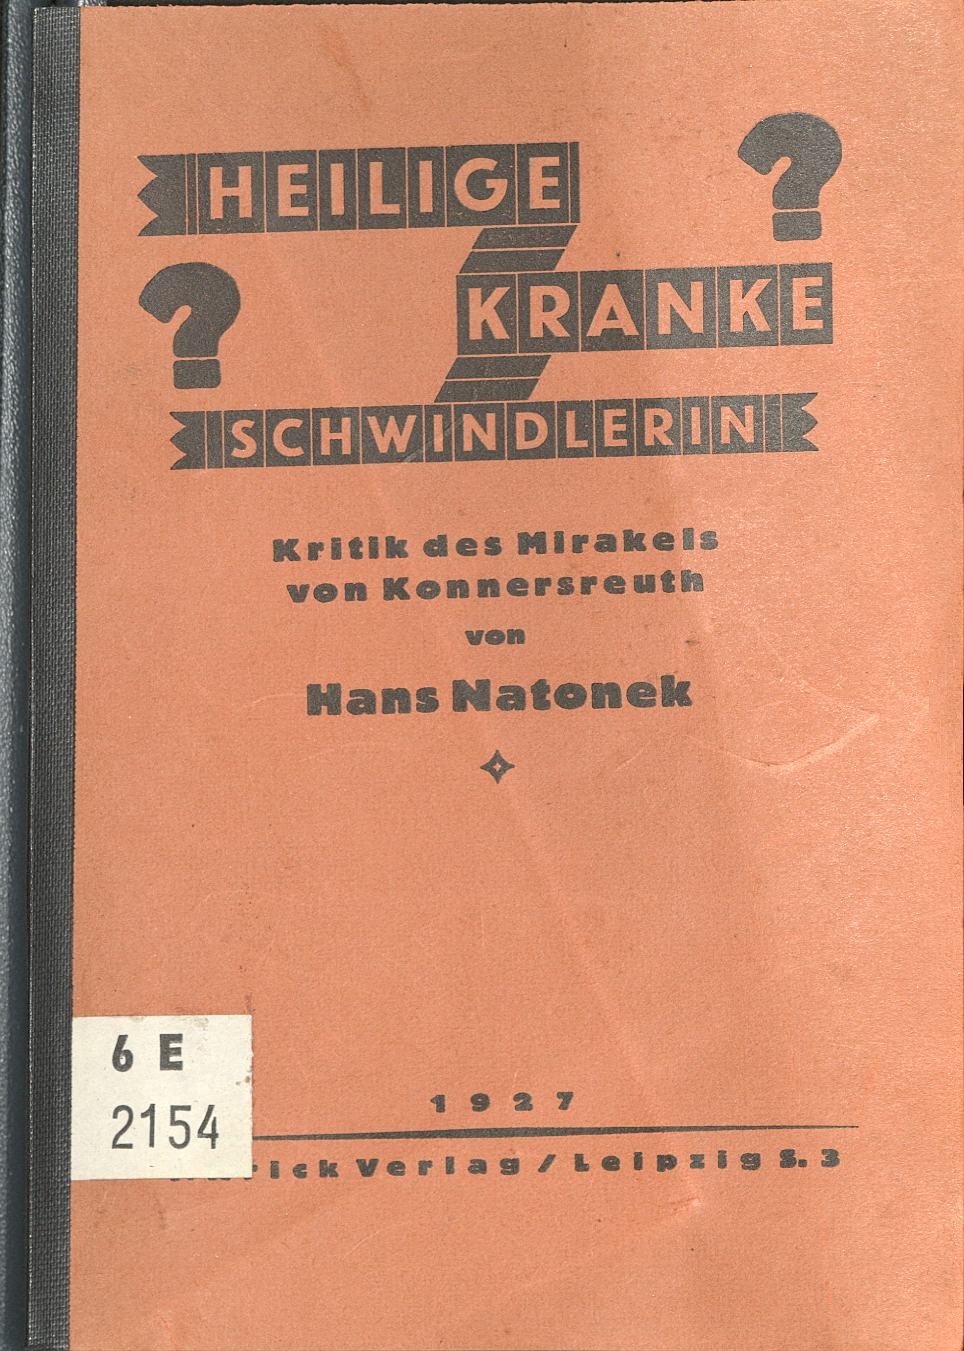 HEILIGE ?
? KRANKE
SCHWINDLERIN
Kritik des Mirakels
von Konnersreuth
von
Hans Natonek
6 E
2154
1927
Verlag / Leipzig S. 3